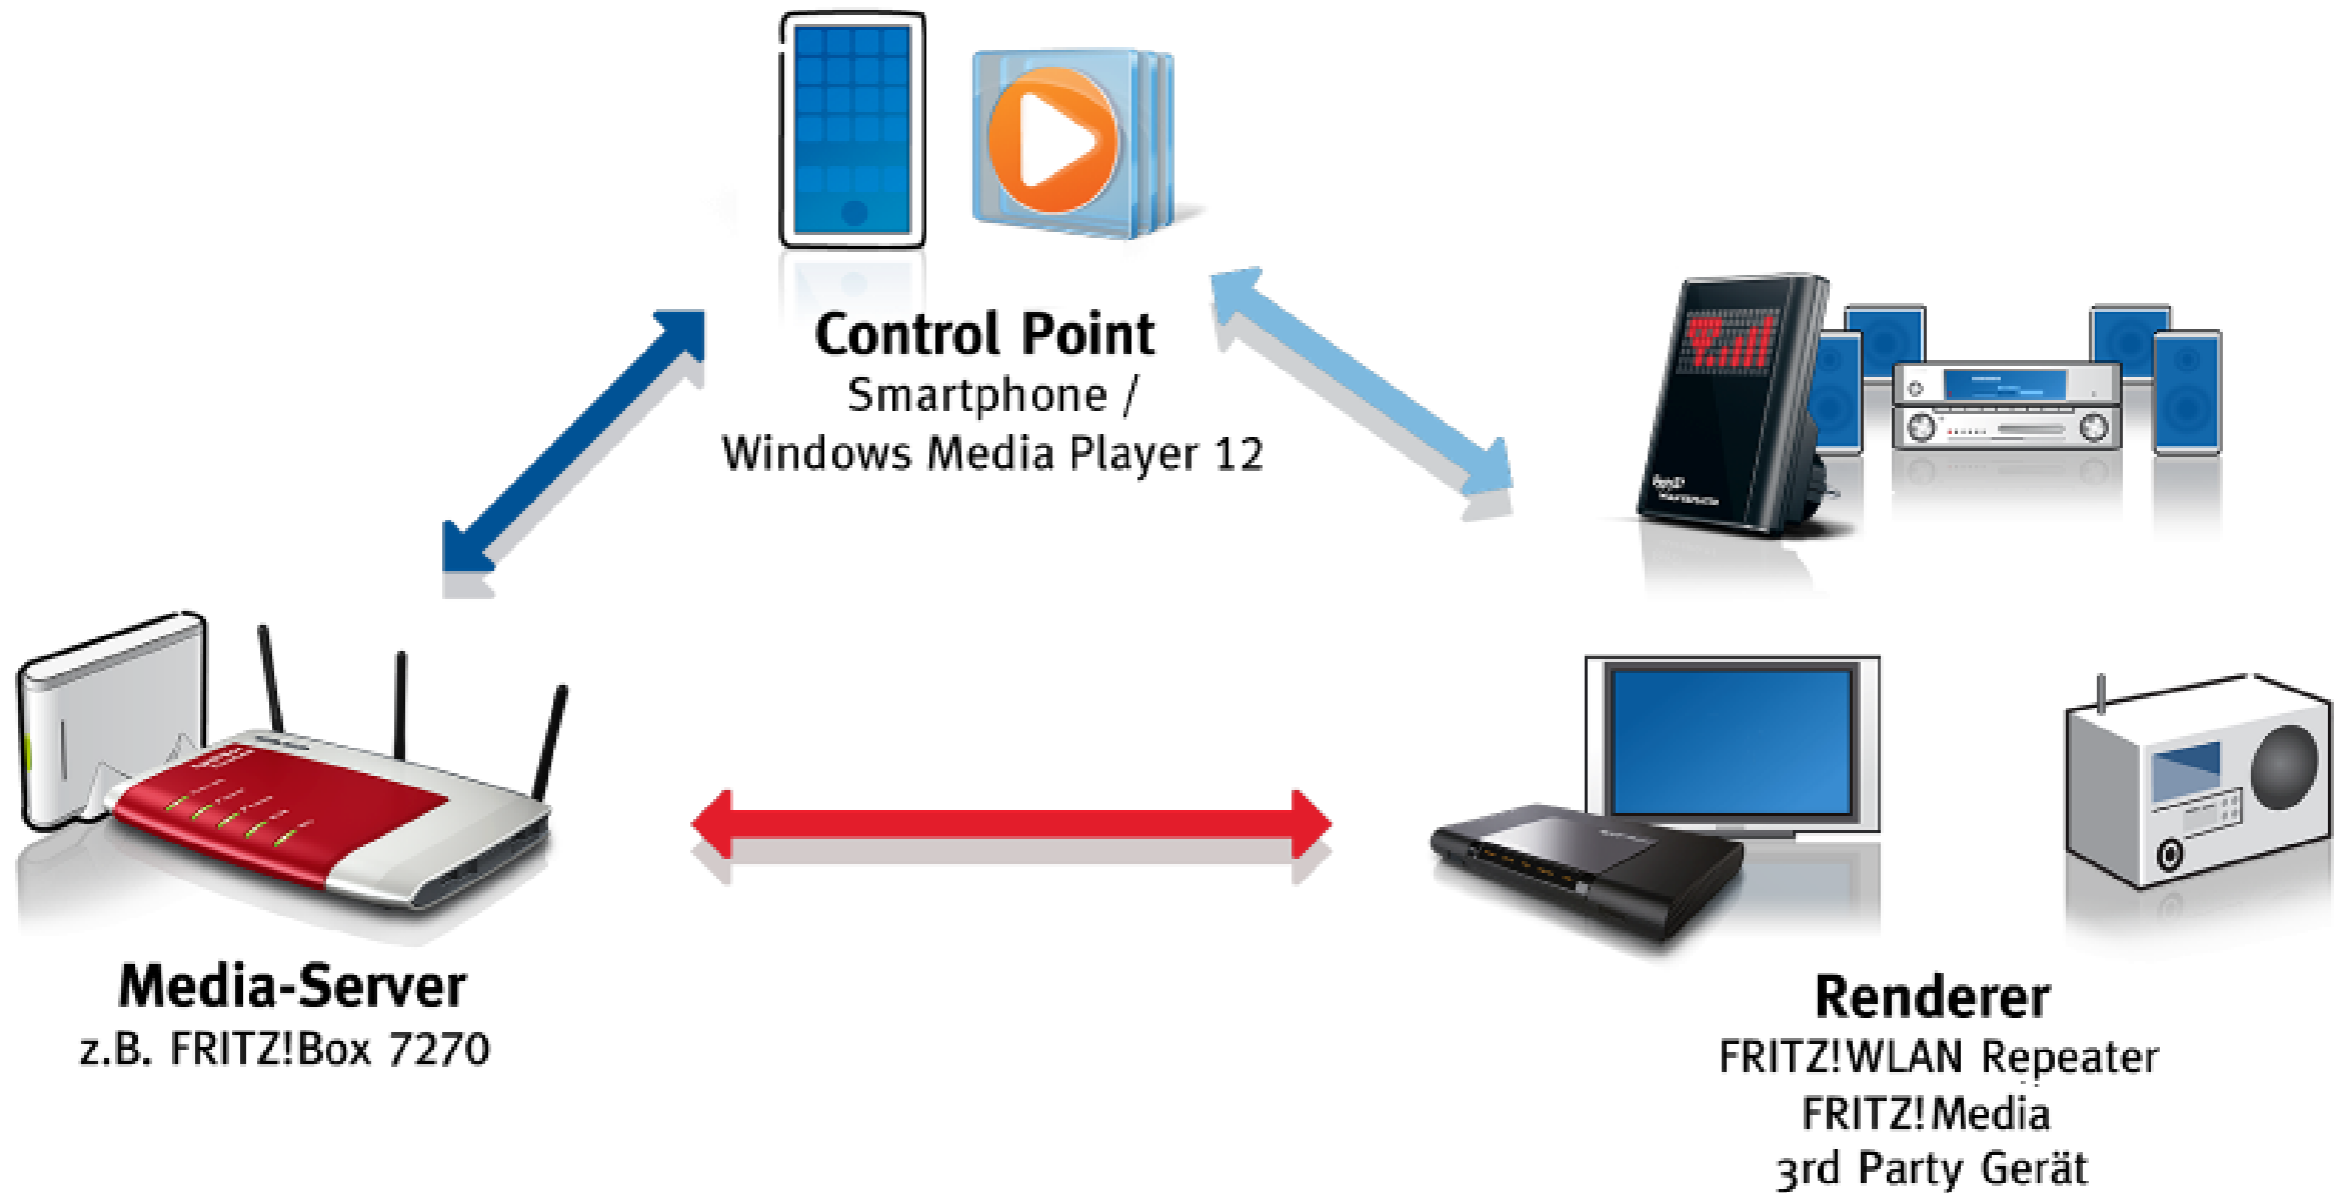 Control Point
Smartphone /
Windows Media Player 12
Media-Server
z.B. FRITZ!Box 7270
Renderer
FRITZ!WLAN Repeater
FRITZ!Media
3rd Party Gerät